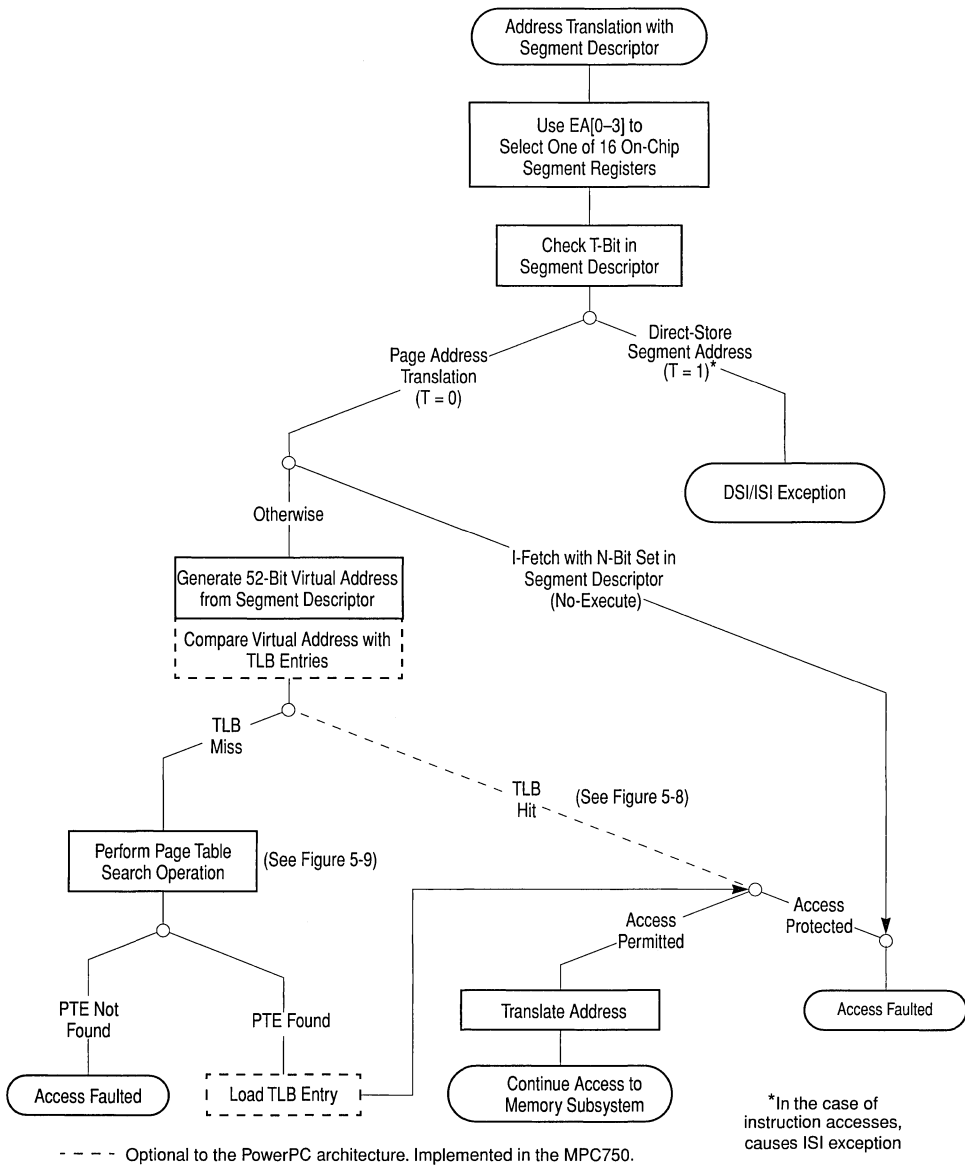 Address Translation with
Segment Descriptor
Use EA[0–3] to
Select One of 16 On-Chip
Segment Registers
Check T-Bit in
Segment Descriptor
Page Address
Translation
(T = 0)
Direct-Store
Segment Address
(T = 1)*
DSI/ISI Exception
Otherwise
I-Fetch with N-Bit Set in
Segment Descriptor
(No-Execute)
Generate 52-Bit Virtual Address
from Segment Descriptor
Compare Virtual Address with
TLB Entries
TLB
Miss
TLB
Hit
(See Figure 5-8)
Perform Page Table
Search Operation
(See Figure 5-9)
Access
Permitted
Access
Protected
PTE Not
Found
PTE Found
Translate Address
Access Faulted
Access Faulted
Load TLB Entry
Continue Access to
Memory Subsystem
*In the case of
instruction accesses,
causes ISI exception
- - - - Optional to the PowerPC architecture. Implemented in the MPC750.